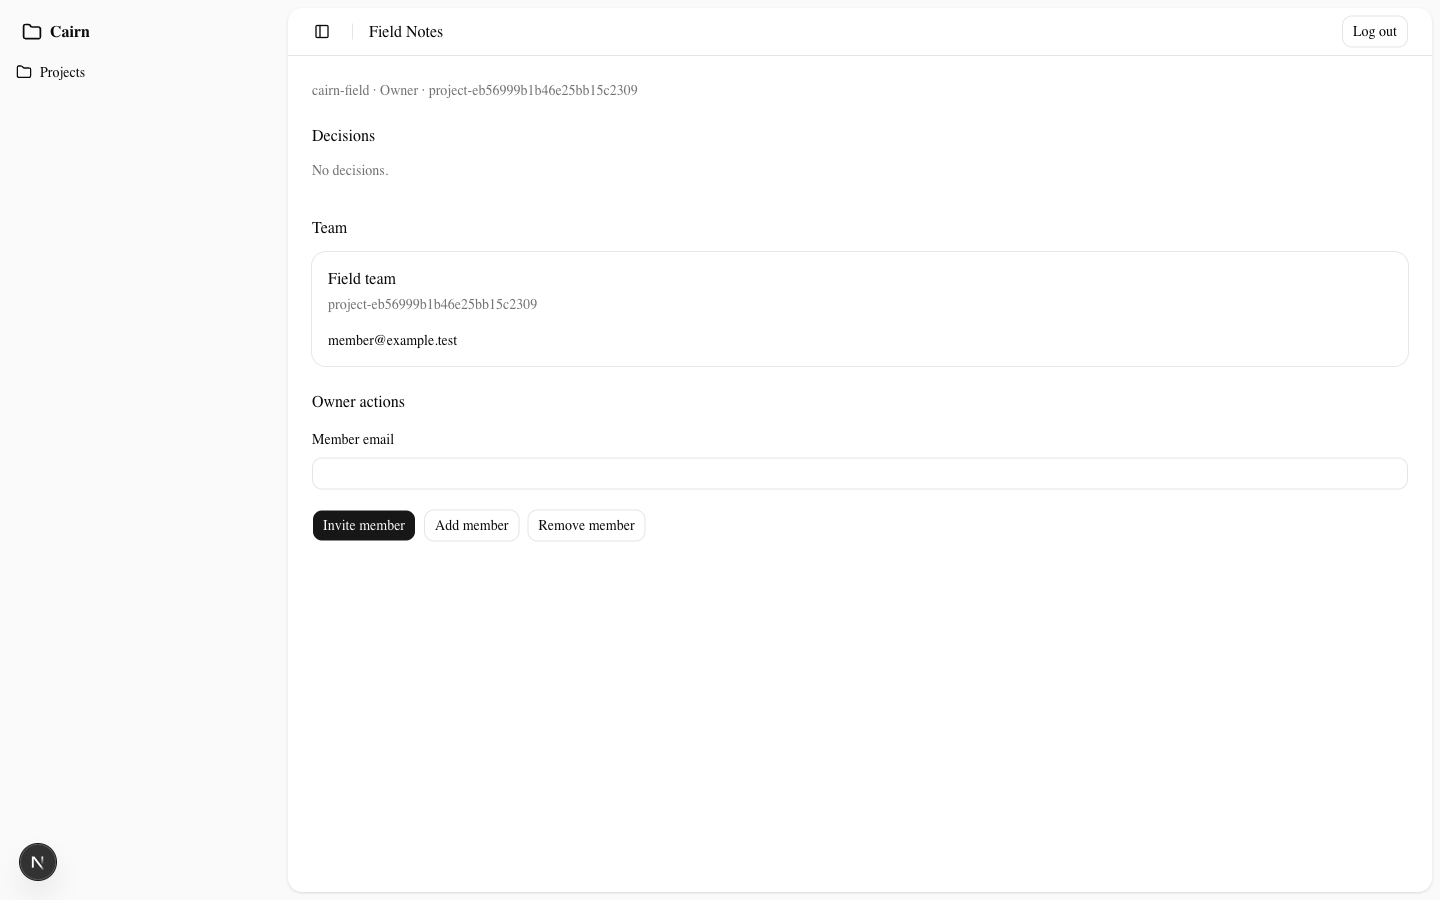 Cairn
Projects
Field Notes
Log out
cairn-field · Owner · project-eb56999b1b46e25bb15c2309
Decisions
No decisions.
Team
Field team
project-eb56999b1b46e25bb15c2309
member@example.test
Owner actions
Member email
Invite member
Add member
Remove member
N